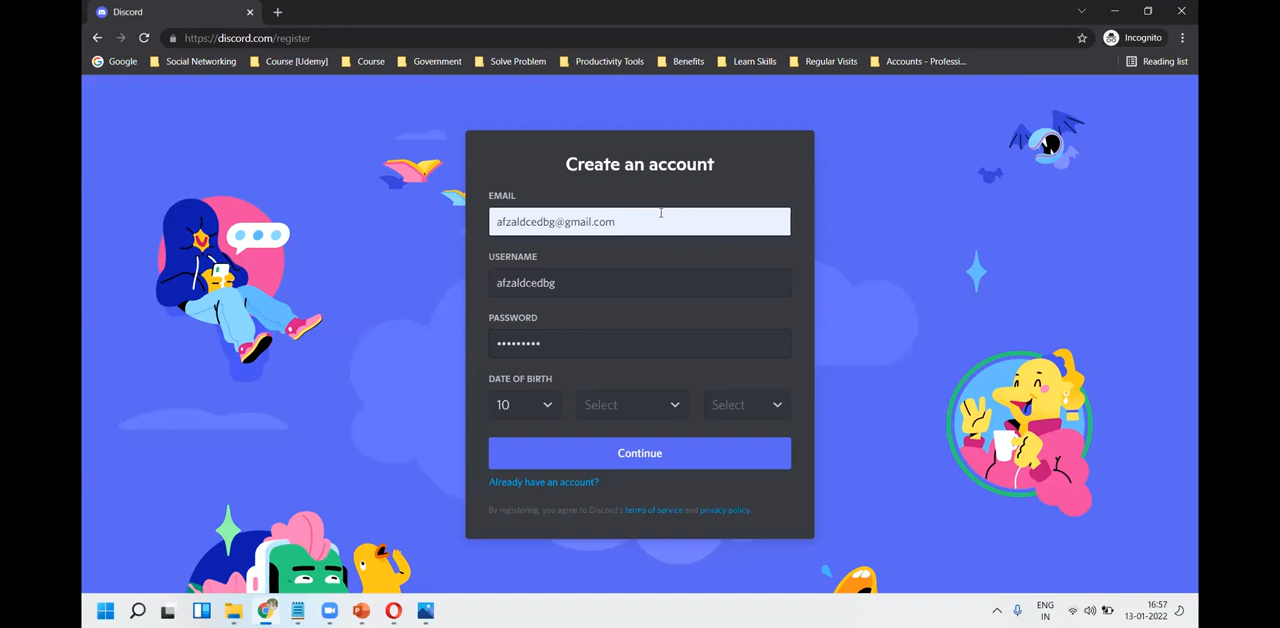 Discord
https://discord.com/register
Incognito
Google
Social Networking
Course [Udemy]
Course
Government
Solve Problem
Productivity Tools
Benefits
Learn Skills
Regular Visits
Accounts - Professi...
Reading list
Create an account
EMAIL
afzaldcedbg@gmail.com
USERNAME
afzaldcedbg
PASSWORD
•••••••••
DATE OF BIRTH
10 Select Select
Continue
Already have an account?
By registering, you agree to Discord's terms of service and privacy policy.
ENG
IN
16:57
13-01-2022